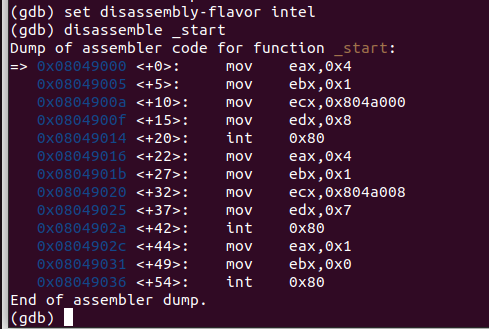 (gdb) set disassembly-flavor intel
(gdb) disassemble _start
Dump of assembler code for function _start:
=> 0x08049000 <+0>:     mov    eax,0x4
   0x08049005 <+5>:     mov    ebx,0x1
   0x0804900a <+10>:    mov    ecx,0x804a000
   0x0804900f <+15>:    mov    edx,0x8
   0x08049014 <+20>:    int    0x80
   0x08049016 <+22>:    mov    eax,0x4
   0x0804901b <+27>:    mov    ebx,0x1
   0x08049020 <+32>:    mov    ecx,0x804a008
   0x08049025 <+37>:    mov    edx,0x7
   0x0804902a <+42>:    int    0x80
   0x0804902c <+44>:    mov    eax,0x1
   0x08049031 <+49>:    mov    ebx,0x0
   0x08049036 <+54>:    int    0x80
End of assembler dump.
(gdb)